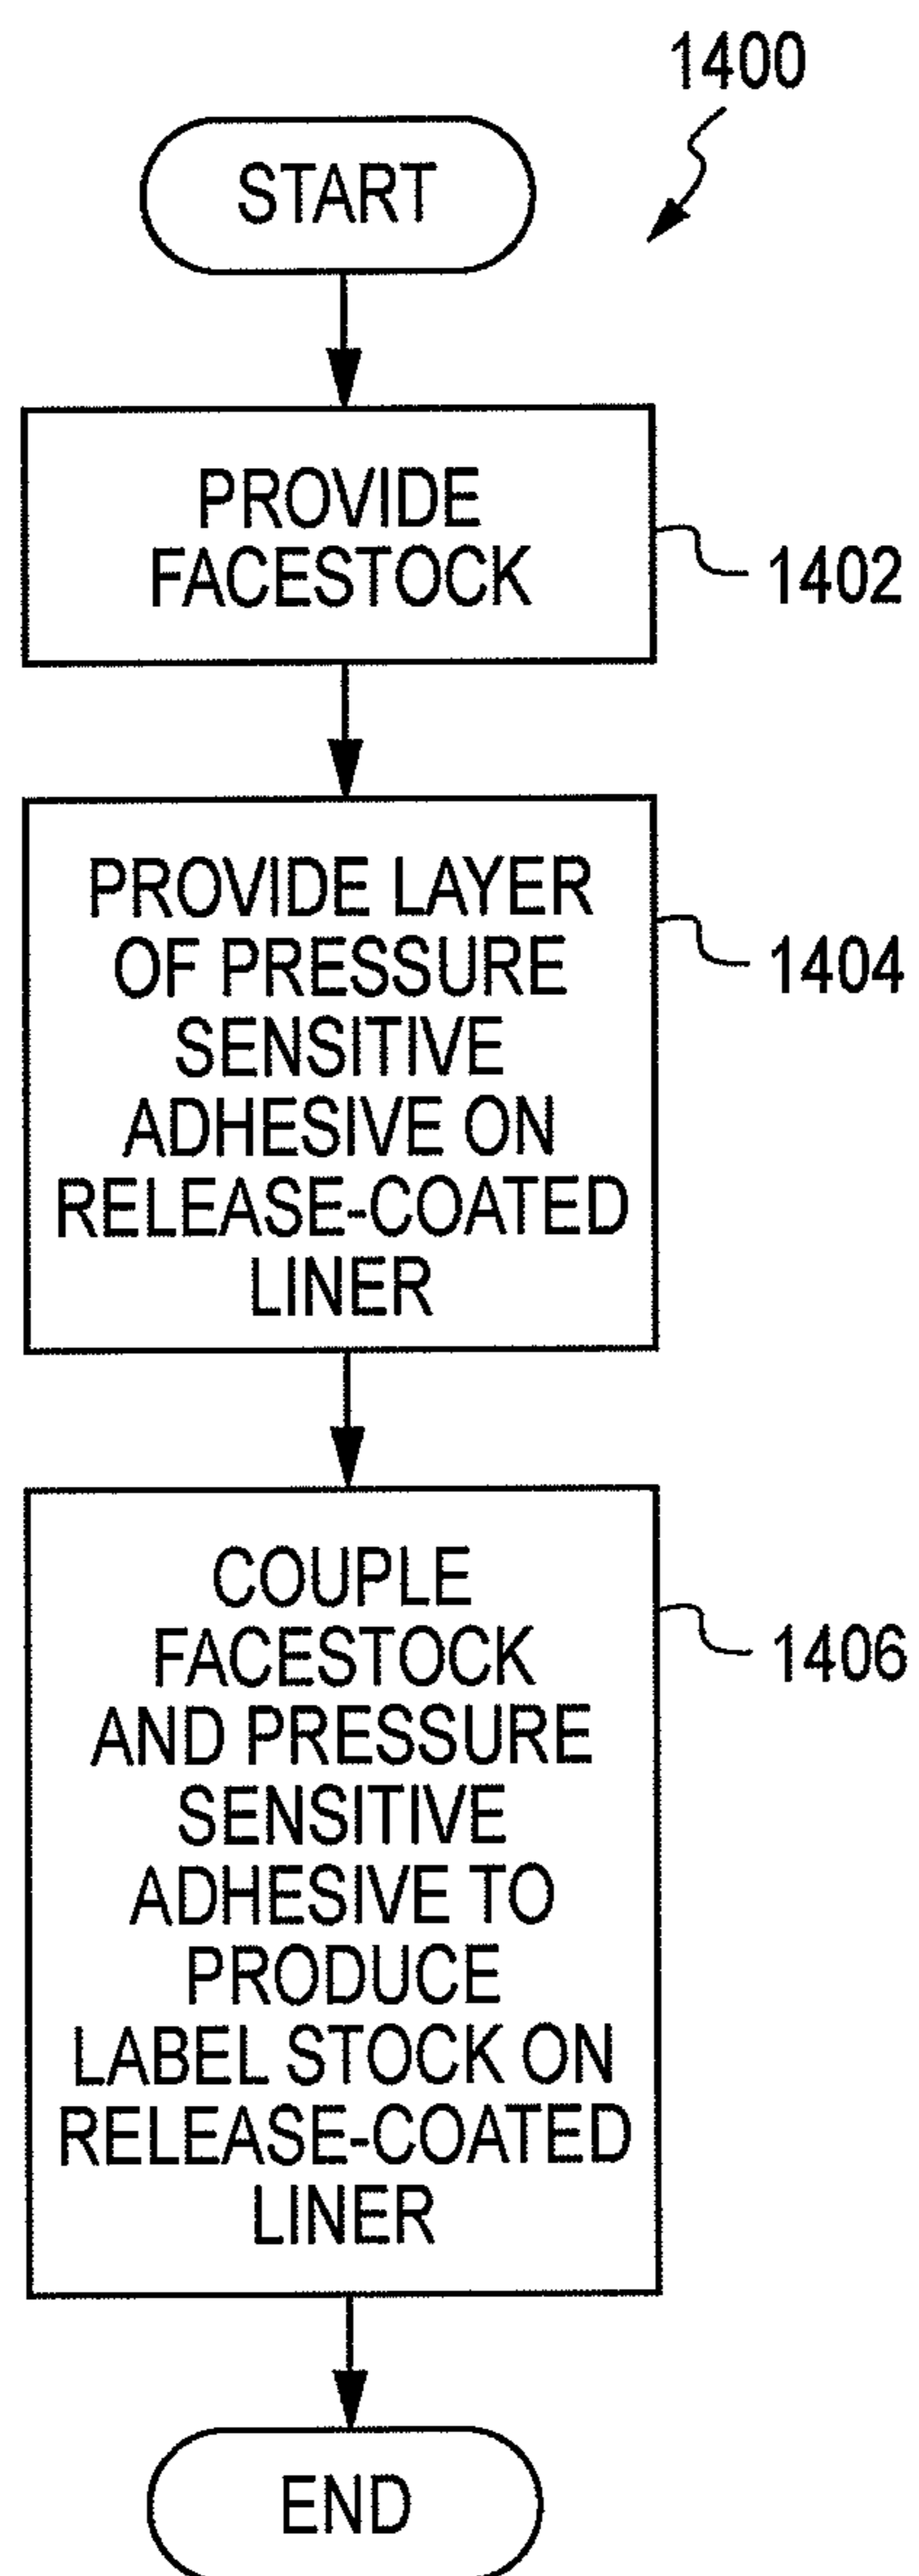 1400
START
PROVIDE
FACESTOCK
1402
PROVIDE LAYER
OF PRESSURE
SENSITIVE
ADHESIVE ON
RELEASE-COATED
LINER
1404
COUPLE
FACESTOCK
AND PRESSURE
SENSITIVE
ADHESIVE TO
PRODUCE
LABEL STOCK ON
RELEASE-COATED
LINER
1406
END